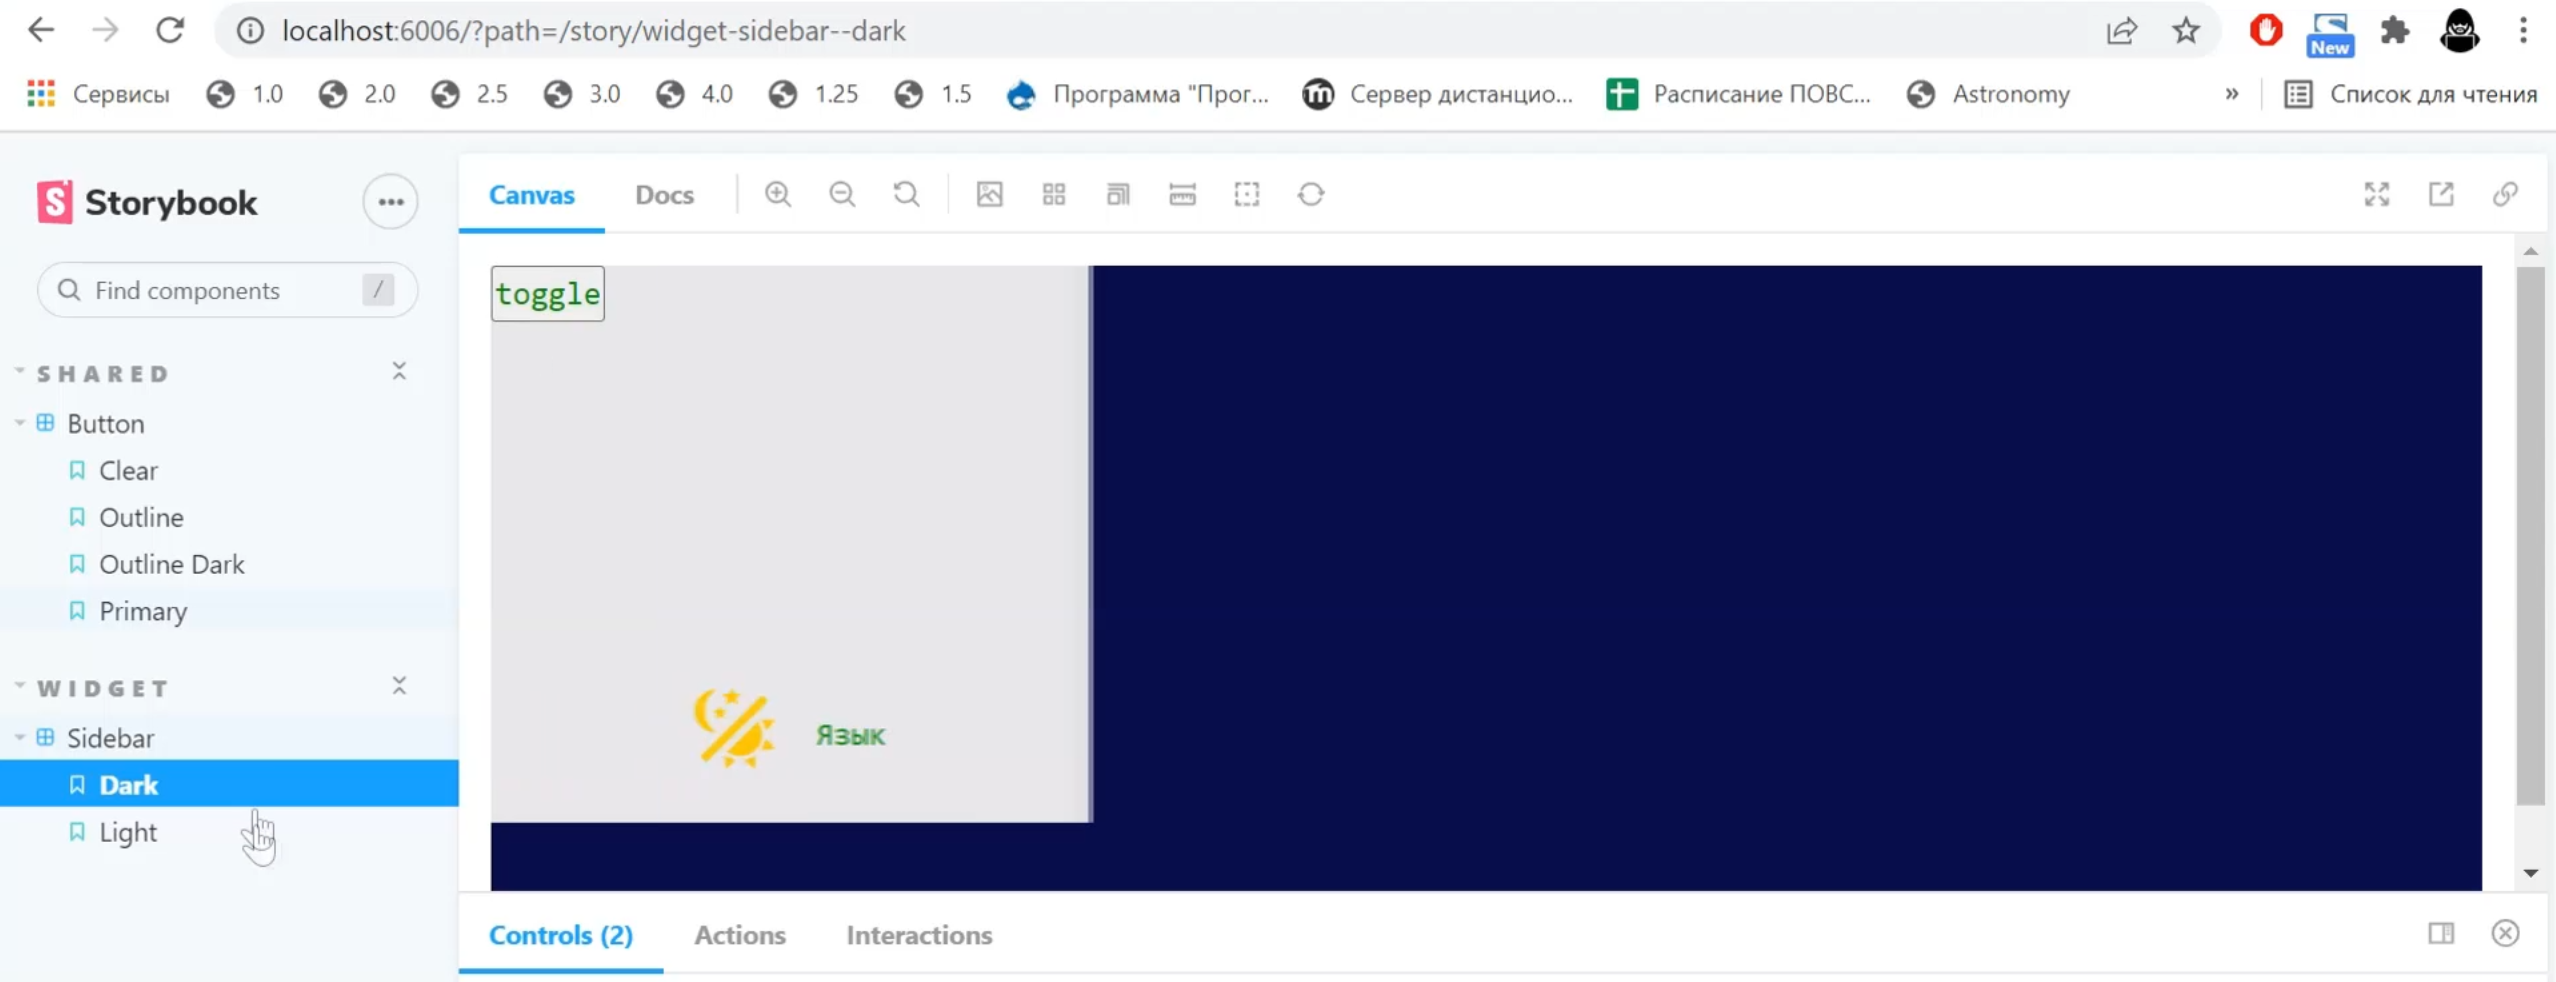 localhost:6006/?path=/story/widget-sidebar--dark
New
Сервисы 1.0 2.0 2.5 3.0 4.0 1.25 1.5 Программа "Прог... Сервер дистанцио... Расписание ПОВС... Astronomy » Список для чтения
Storybook
Canvas Docs
Find components /
toggle
SHARED
Button
Clear
Outline
Outline Dark
Primary
WIDGET
Sidebar
Язык
Dark
Light
Controls (2) Actions Interactions